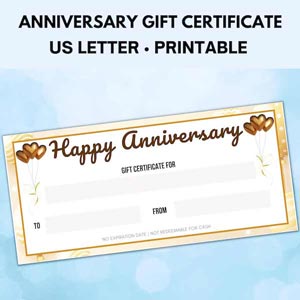 ANNIVERSARY GIFT CERTIFICATE
US LETTER • PRINTABLE
Happy Anniversary
GIFT CERTIFICATE FOR
TO FROM
NO EXPIRATION DATE | NOT REDEEMABLE FOR CASH